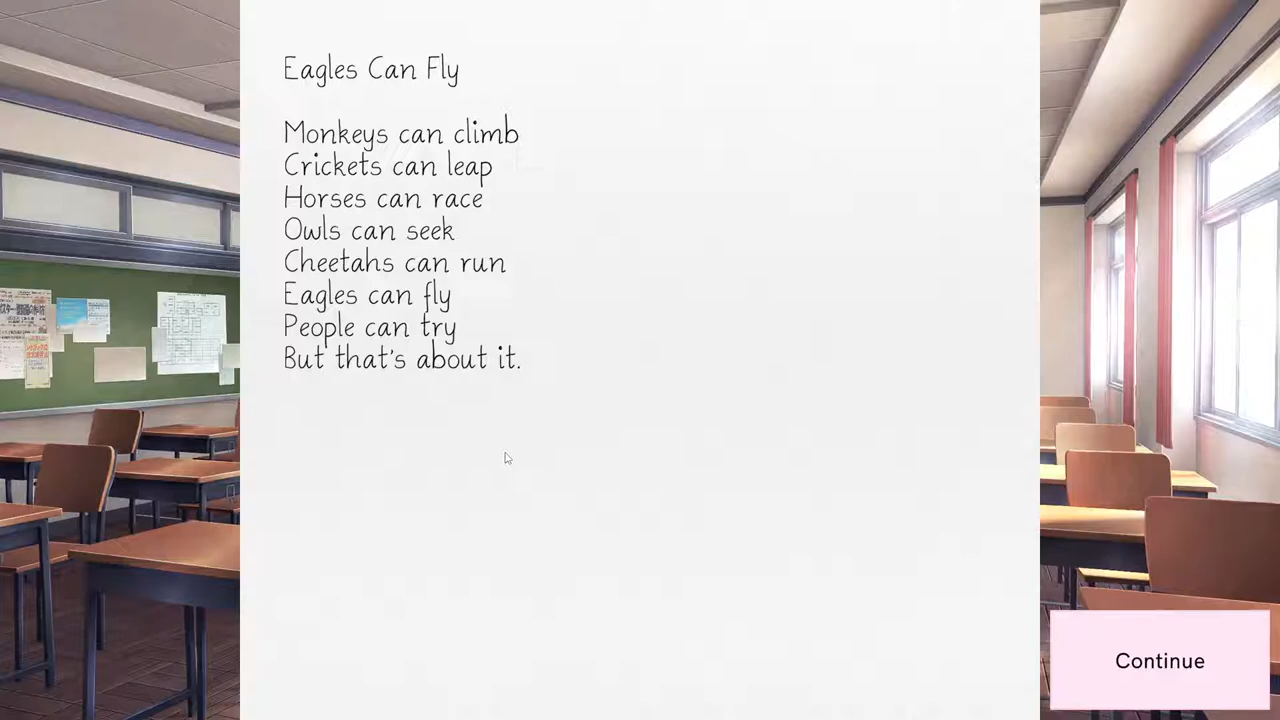 Eagles Can Fly
Monkeys can climb
Crickets can leap
Horses can race
Owls can seek
Cheetahs can run
Eagles can fly
People can try
But that's about it.
Continue